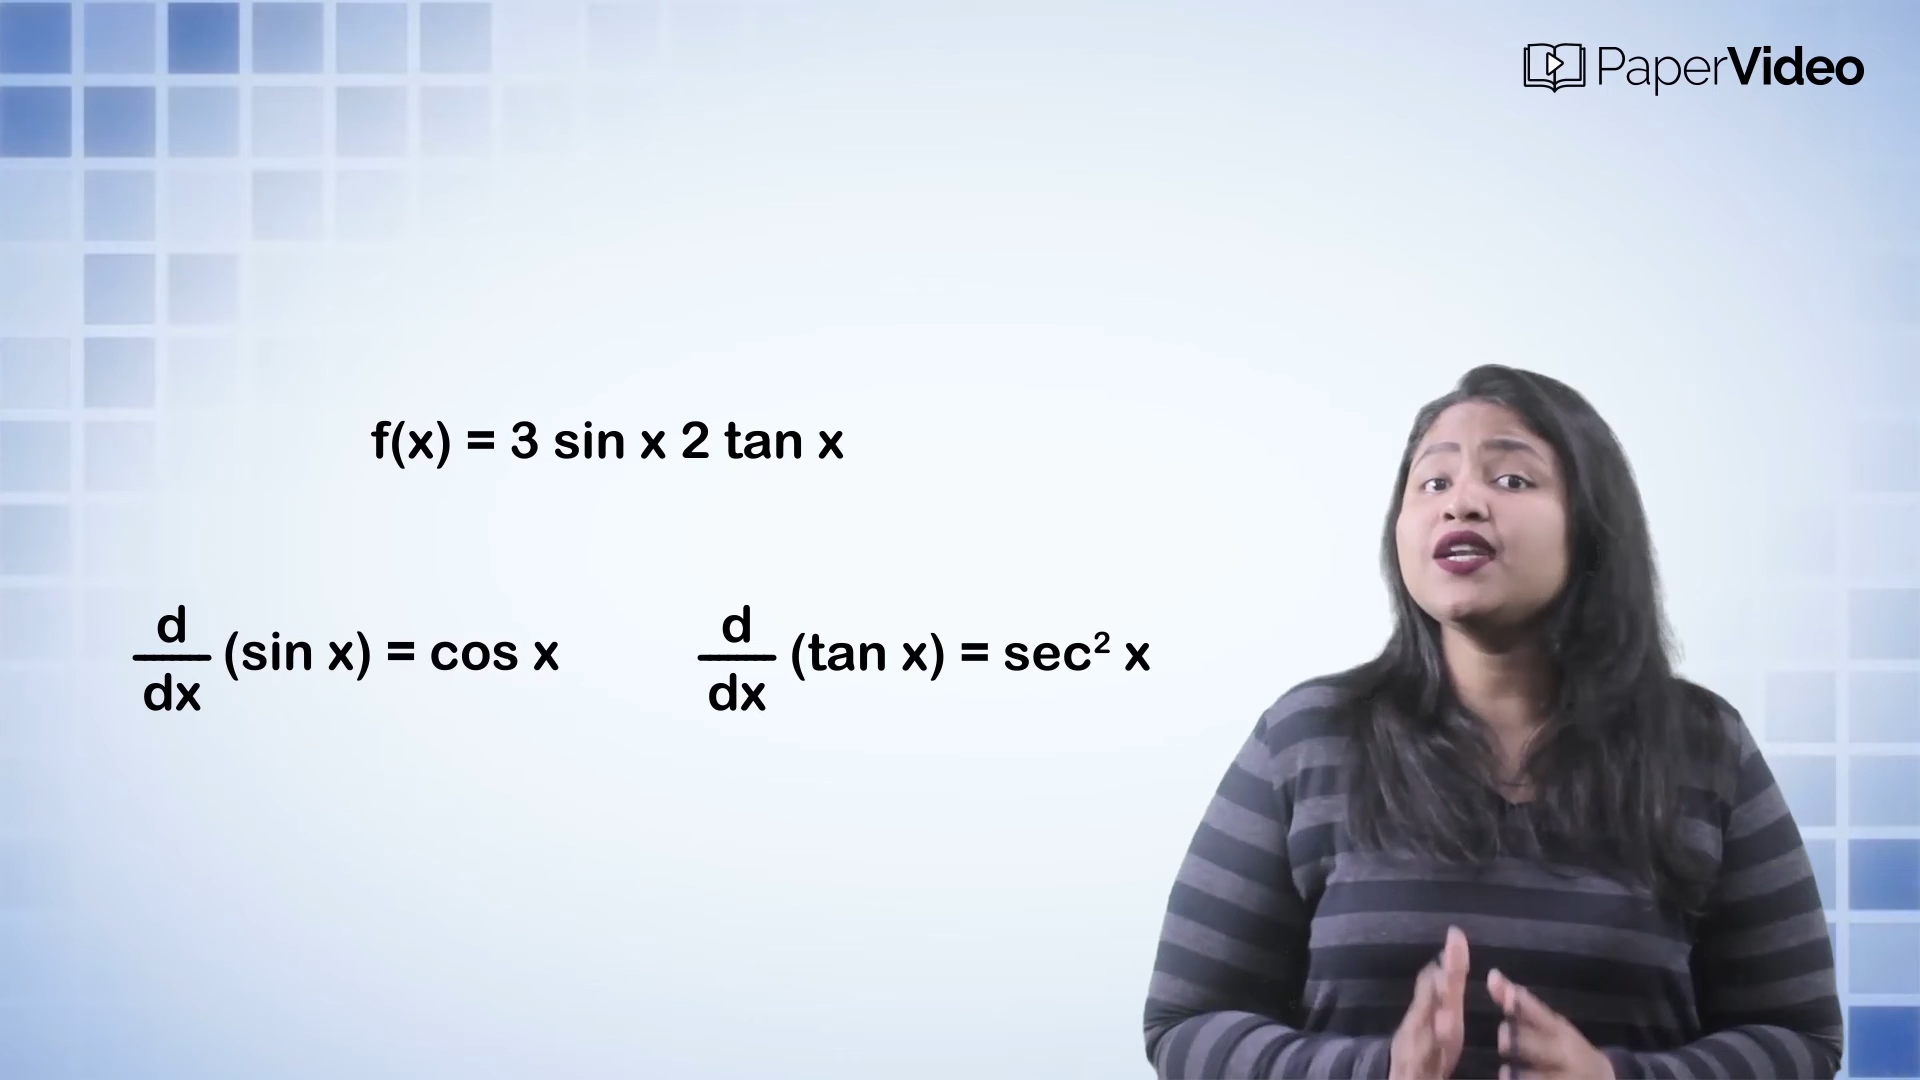 PaperVideo
f(x) = 3 sin x 2 tan x
d/dx (sin x) = cos x
d/dx (tan x) = sec² x